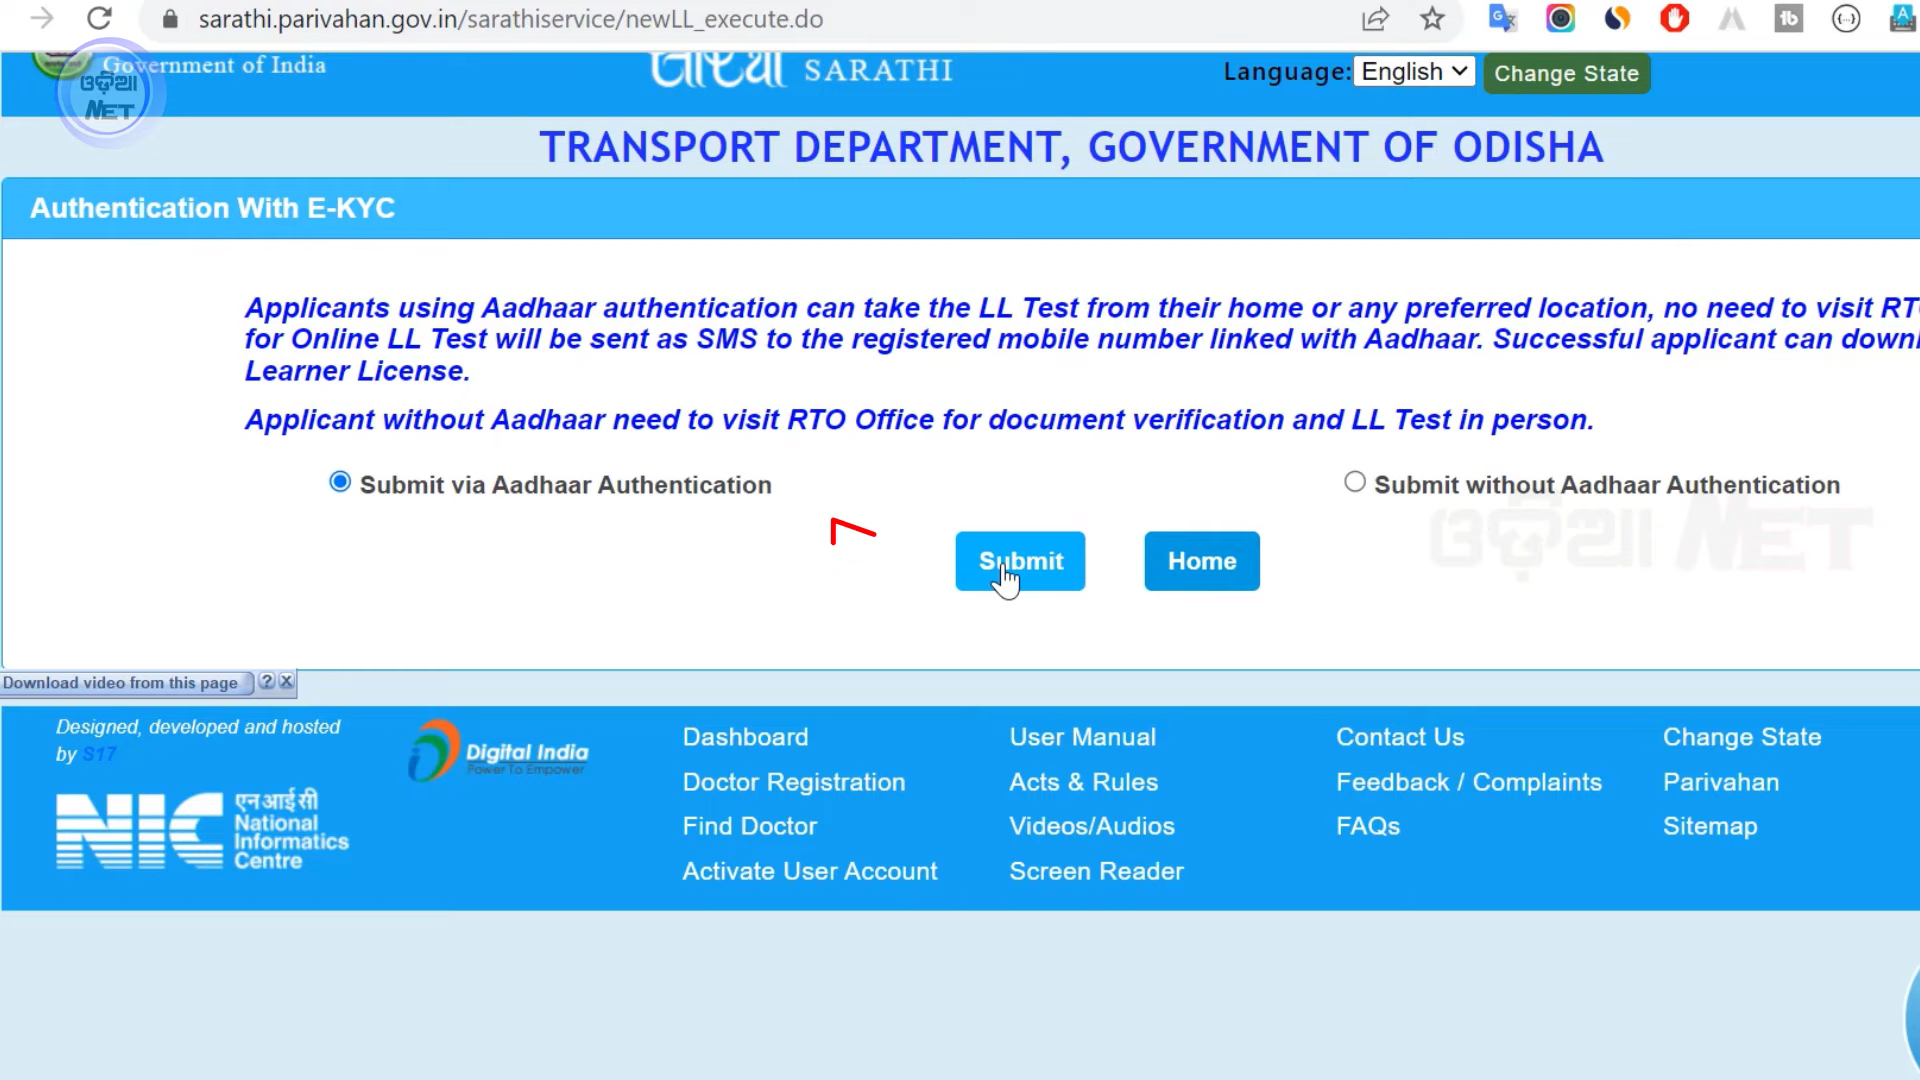 sarathi.parivahan.gov.in/sarathiservice/newLL_execute.do
Government of India
ଓଡ଼ିଆ
NET
SARATHI
Language: English Change State
TRANSPORT DEPARTMENT, GOVERNMENT OF ODISHA
Authentication With E-KYC
Applicants using Aadhaar authentication can take the LL Test from their home or any preferred location, no need to visit RTO
for Online LL Test will be sent as SMS to the registered mobile number linked with Aadhaar. Successful applicant can
Learner License.
Applicant without Aadhaar need to visit RTO Office for document verification and LL Test in person.
Submit via Aadhaar Authentication
Submit without Aadhaar Authentication
ଓଡ଼ିଆ NET
Submit
Home
Download video from this page ? X
Designed, developed and hosted
by S17
Digital India
Power To Empower
NIC
एन आई सी
National
Informatics
Centre
Dashboard
Doctor Registration
Find Doctor
Activate User Account
User Manual
Acts & Rules
Videos/Audios
Screen Reader
Contact Us
Feedback / Complaints
FAQs
Change State
Parivahan
Sitemap